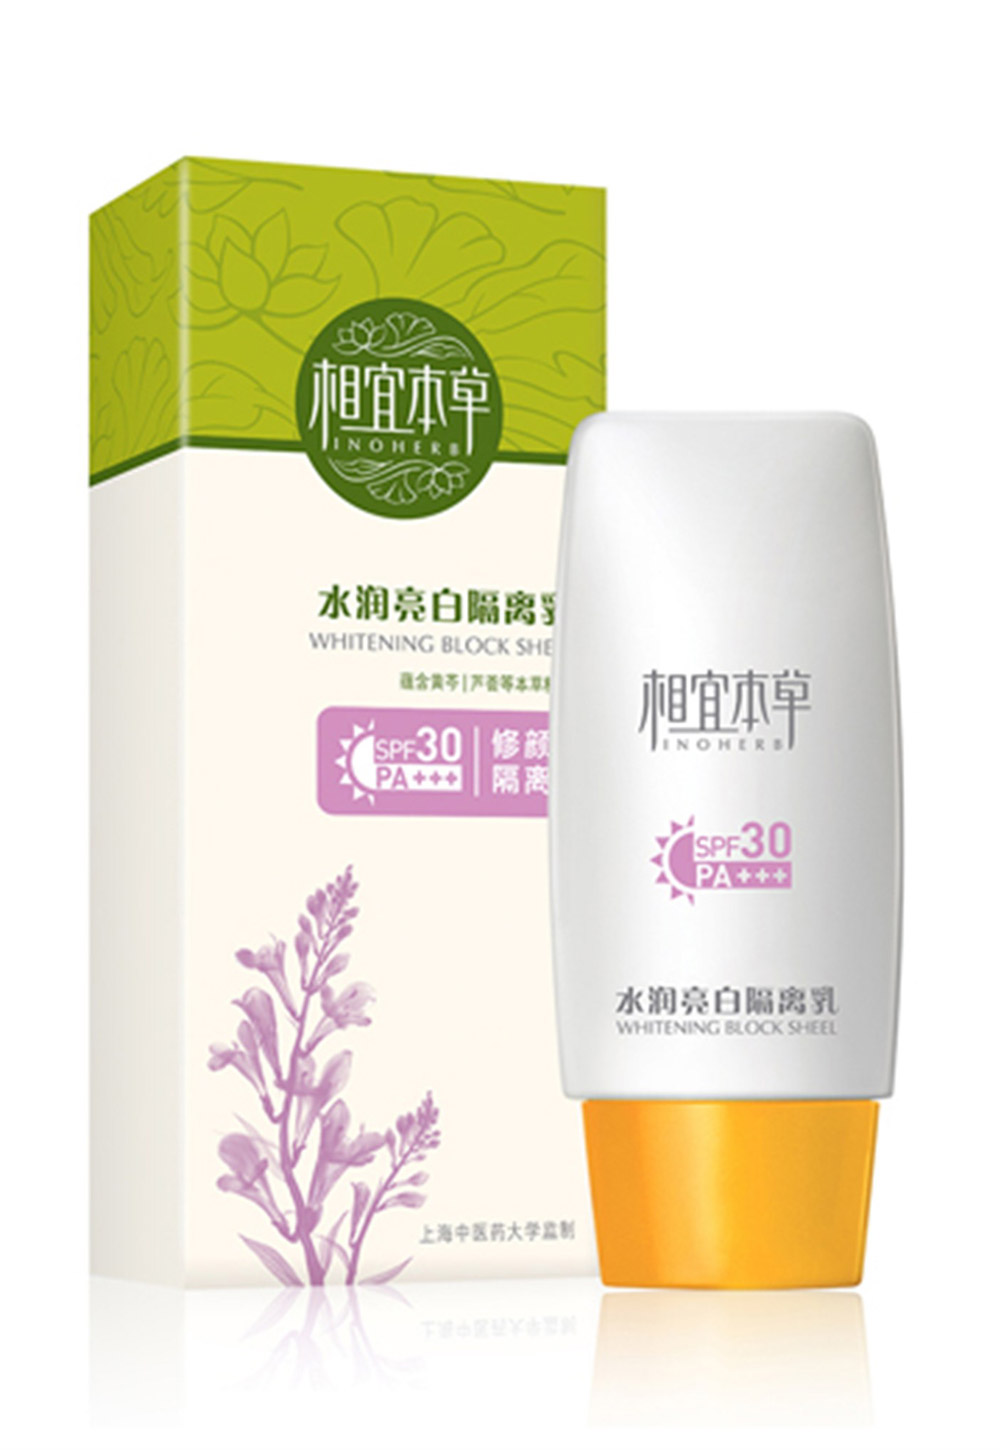 相宜本草
INOHERB
水润亮白隔离乳
WHITENING BLOCK SHE
蕴含黄芩|芦荟等本草精
SPF30
PA+++
修颜
隔离
上海中医药大学监制
相宜本草
INOHERB
SPF30
PA+++
水润亮白隔离乳
WHITENING BLOCK SHEEL